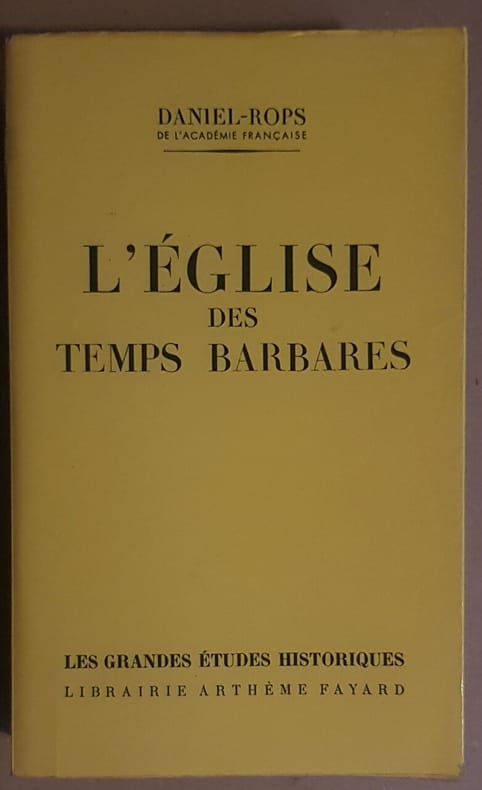 DANIEL-ROPS
DE L'ACADÉMIE FRANÇAISE
L'ÉGLISE
DES
TEMPS BARBARES
LES GRANDES ÉTUDES HISTORIQUES
LIBRAIRIE ARTHÈME FAYARD